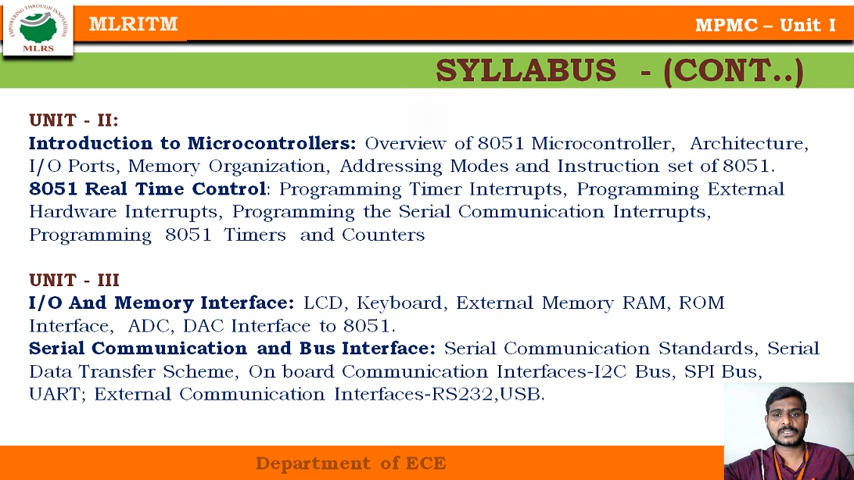 EMPOWERING THROUGH INNOVATION
MLRS
MLRITM
MPMC – Unit I
SYLLABUS - (CONT..)
UNIT - II:
Introduction to Microcontrollers: Overview of 8051 Microcontroller, Architecture,
I/O Ports, Memory Organization, Addressing Modes and Instruction set of 8051.
8051 Real Time Control: Programming Timer Interrupts, Programming External
Hardware Interrupts, Programming the Serial Communication Interrupts,
Programming 8051 Timers and Counters
UNIT - III
I/O And Memory Interface: LCD, Keyboard, External Memory RAM, ROM
Interface, ADC, DAC Interface to 8051.
Serial Communication and Bus Interface: Serial Communication Standards, Serial
Data Transfer Scheme, On board Communication Interfaces-I2C Bus, SPI Bus,
UART; External Communication Interfaces-RS232,USB.
Department of ECE